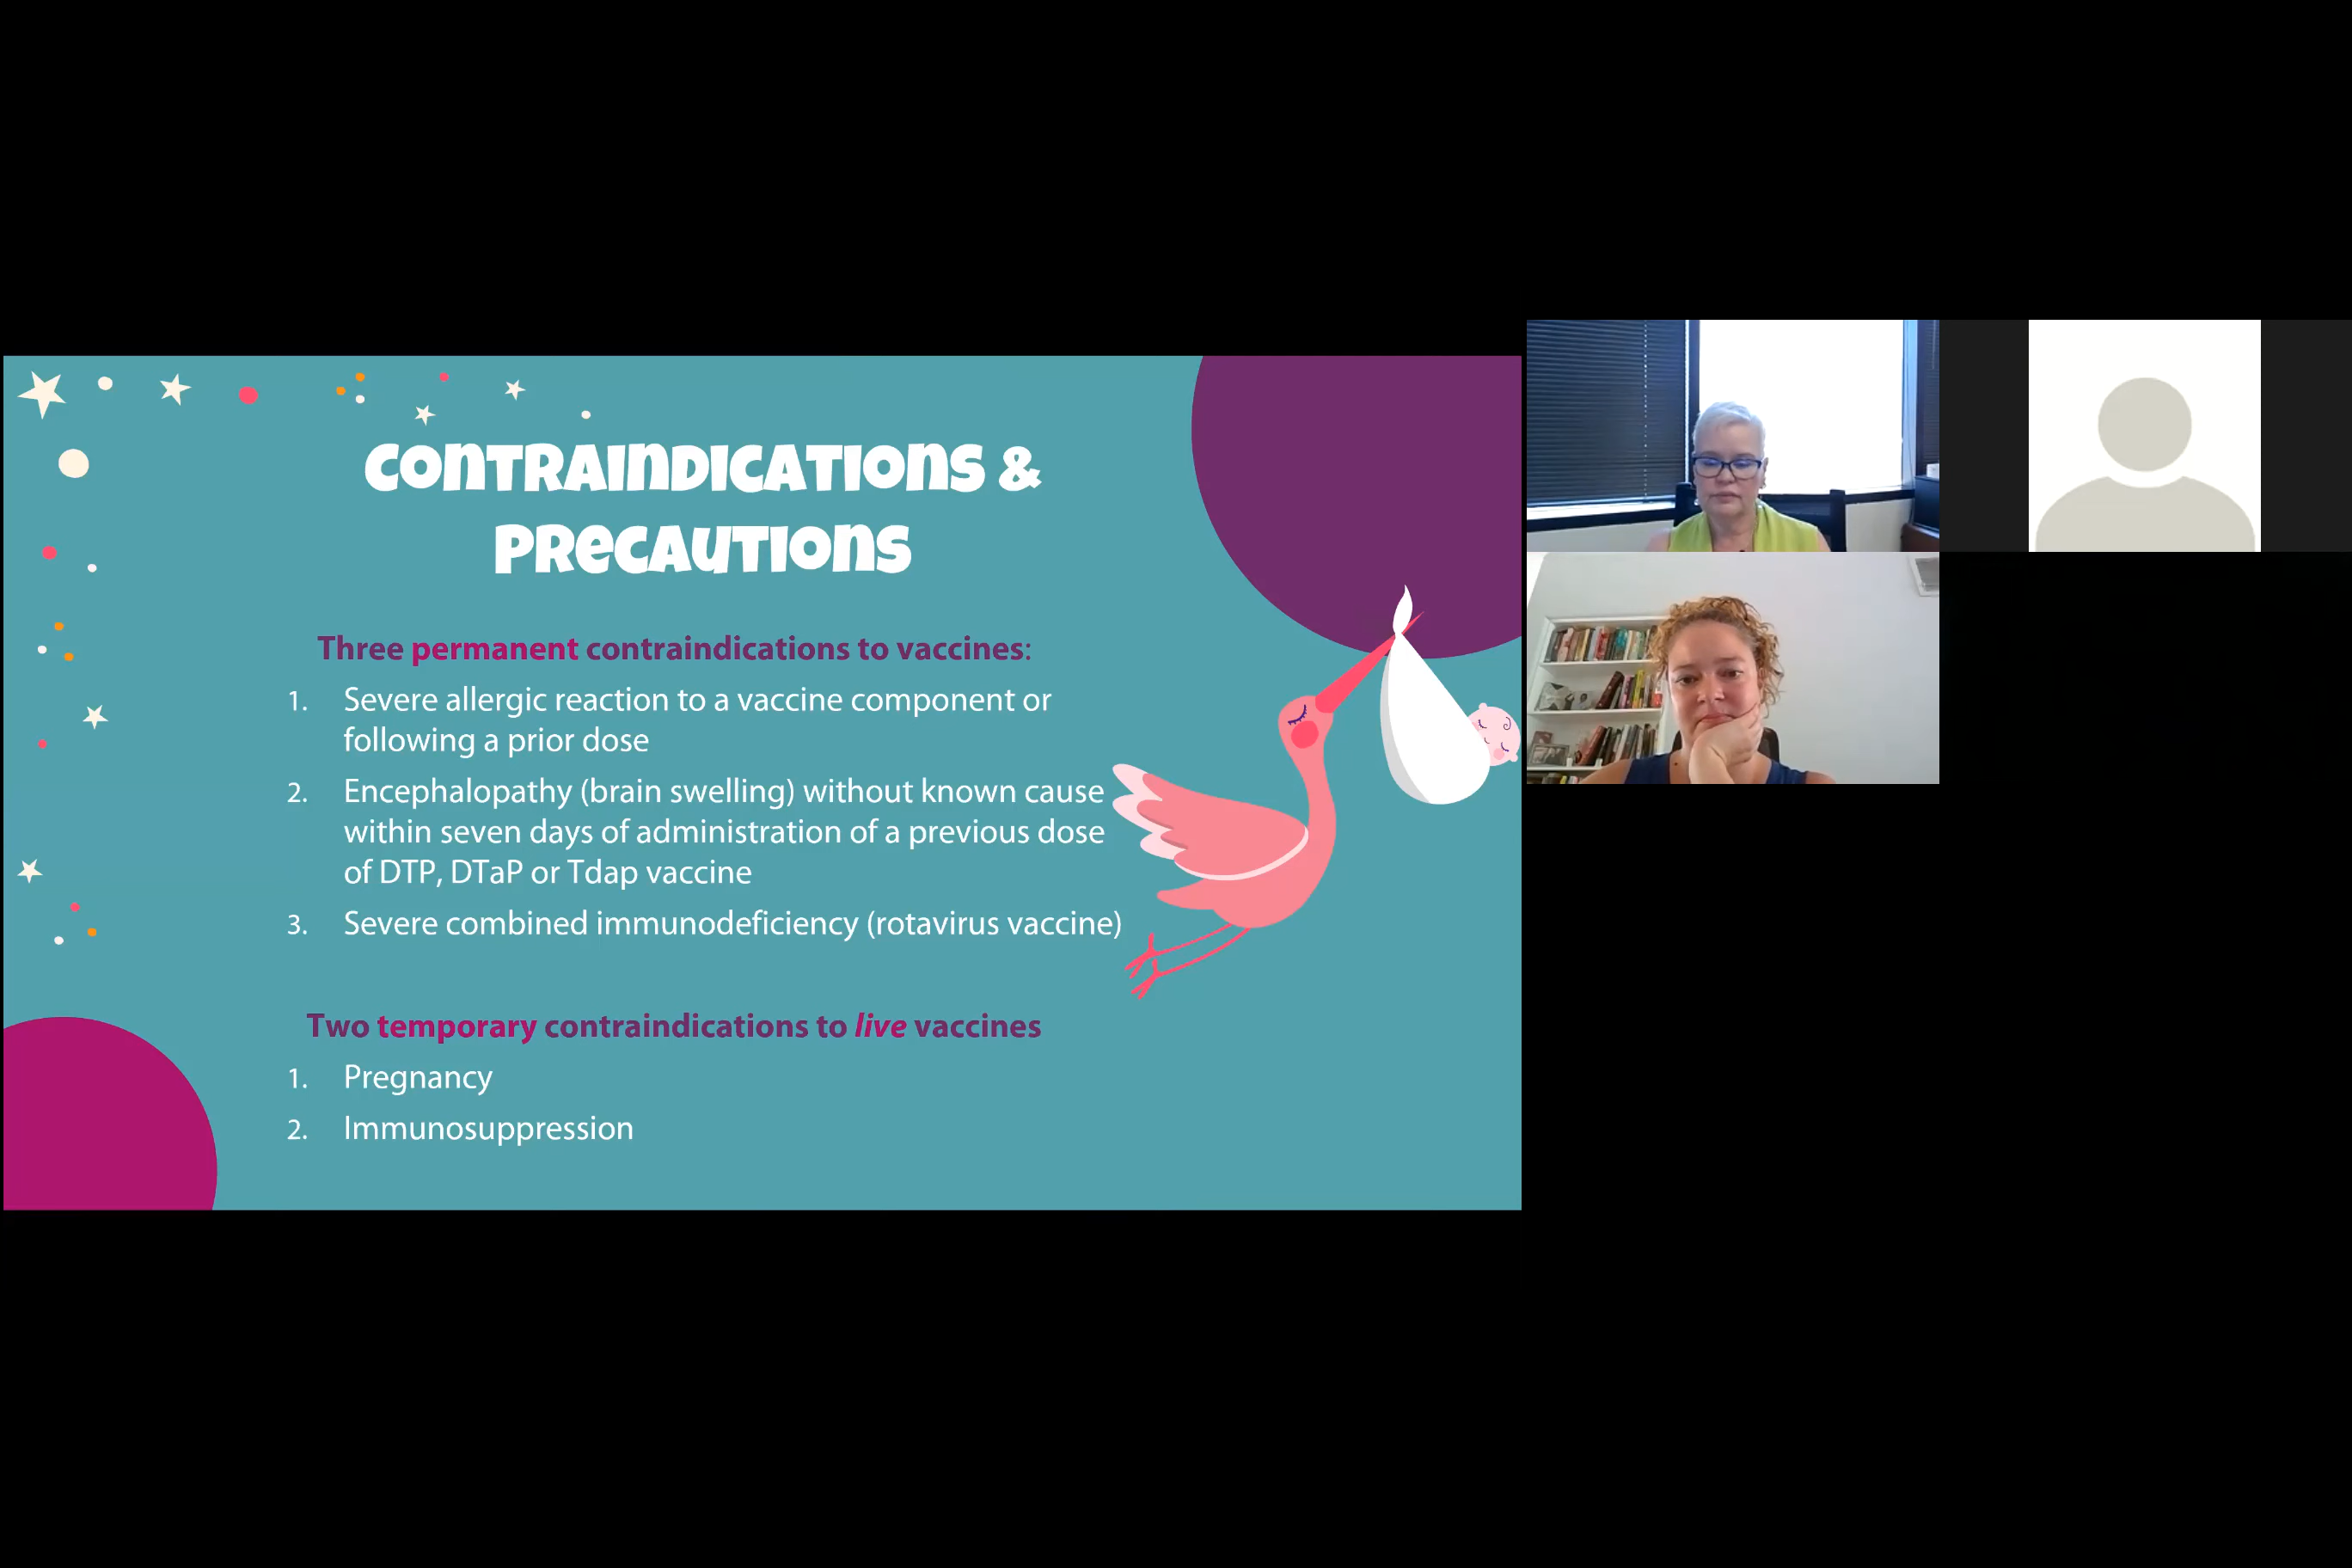 CONTRAINDICATIONS &
PRECAUTIONS
Three permanent contraindications to vaccines:
1. Severe allergic reaction to a vaccine component or
following a prior dose
2. Encephalopathy (brain swelling) without known cause
within seven days of administration of a previous dose
of DTP, DTaP or Tdap vaccine
3. Severe combined immunodeficiency (rotavirus vaccine)
Two temporary contraindications to live vaccines
1. Pregnancy
2. Immunosuppression